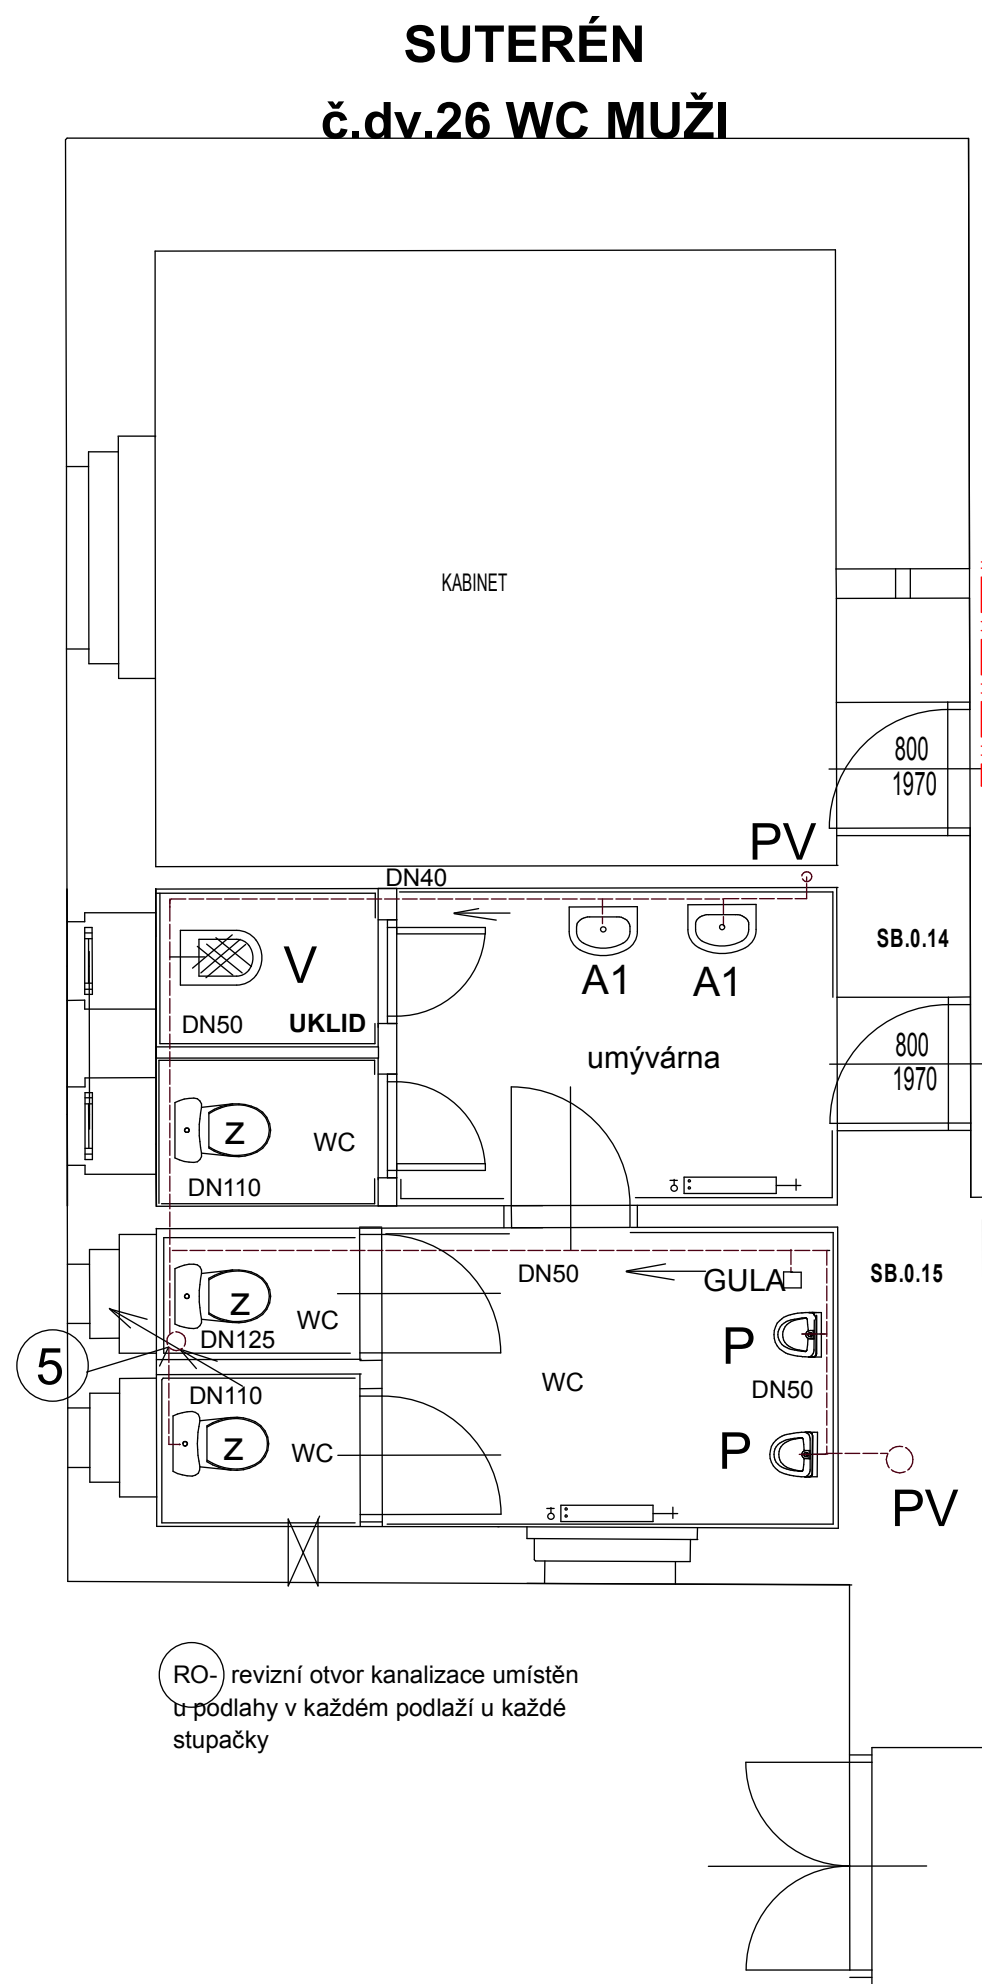 SUTERÉN
č.dv.26 WC MUŽI
KABINET
800
1970
PV
DN40
V
A1
A1
SB.0.14
DN50
UKLID
umývárna
800
1970
Z
WC
DN110
DN50
GULA
SB.0.15
Z
WC
DN125
P
5
WC
DN50
DN110
Z
WC
P
PV
RO- revizní otvor kanalizace umístěn
u podlahy v každém podlaží u každé
stupačky